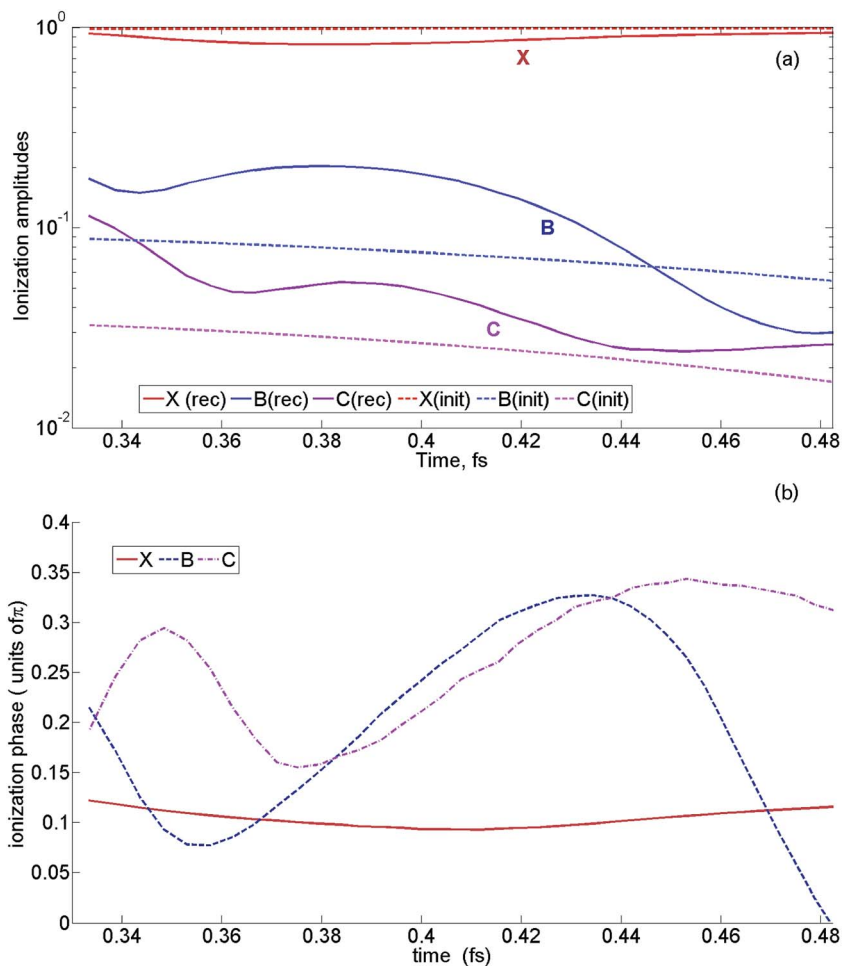 10^0
X
(a)
Ionization amplitudes
10^-1
B
C
X (rec) B(rec) C(rec) X(init) B(init) C(init)
10^-2
0.34 0.36 0.38 0.4 0.42 0.44 0.46 0.48
Time, fs
(b)
0.4
X B C
0.35
0.3
0.25
ionization phase ( units of π)
0.2
0.15
0.1
0.05
0
0.34 0.36 0.38 0.4 0.42 0.44 0.46 0.48
time (fs)